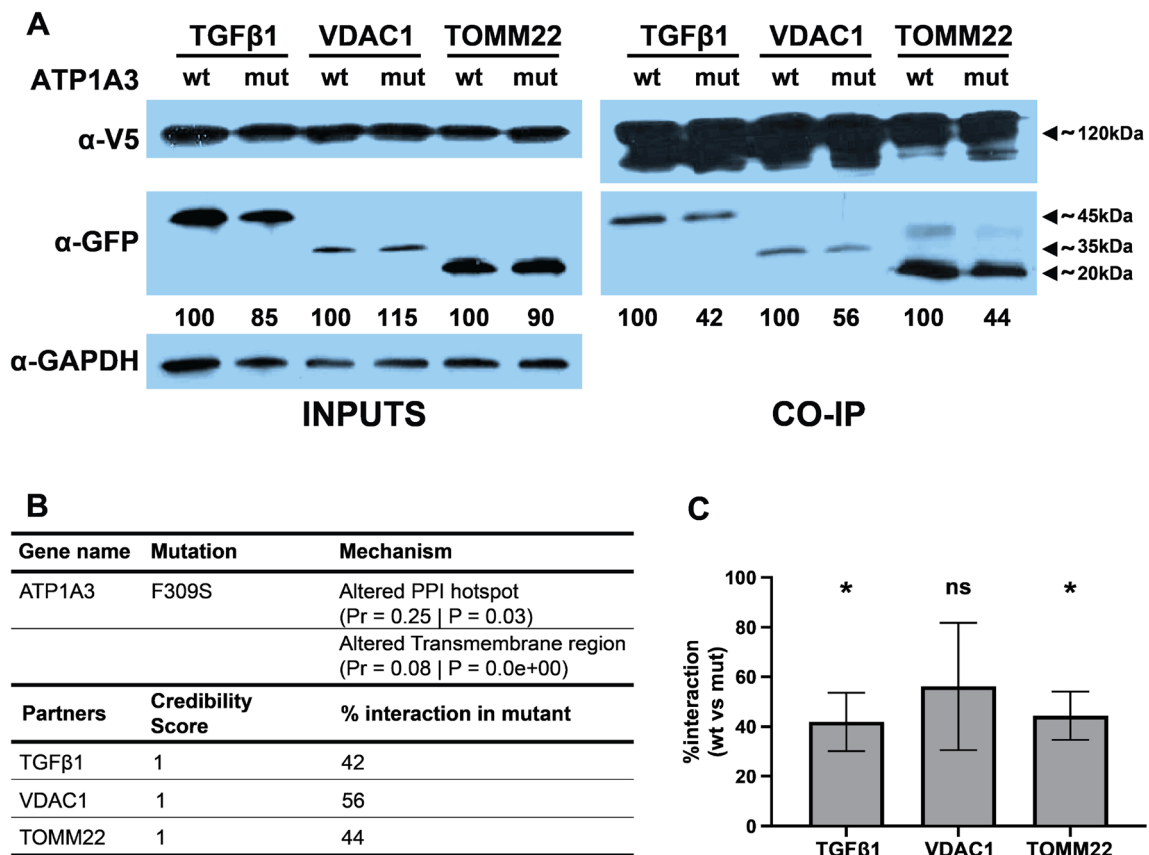 A
TGFβ1 VDAC1 TOMM22 TGFβ1 VDAC1 TOMM22
ATP1A3 wt mut wt mut wt mut wt mut wt mut wt mut
α-V5 ~120kDa
α-GFP ~45kDa
~35kDa
~20kDa
100 85 100 115 100 90 100 42 100 56 100 44
α-GAPDH
INPUTS CO-IP
B
Gene name Mutation Mechanism
ATP1A3 F309S Altered PPI hotspot
(Pr = 0.25 | P = 0.03)
Altered Transmembrane region
(Pr = 0.08 | P = 0.0e+00)
Partners Credibility Score % interaction in mutant
TGFβ1 1 42
VDAC1 1 56
TOMM22 1 44
C
%interaction
(wt vs mut)
100
80
60
40
20
0
* ns *
TGFβ1 VDAC1 TOMM22